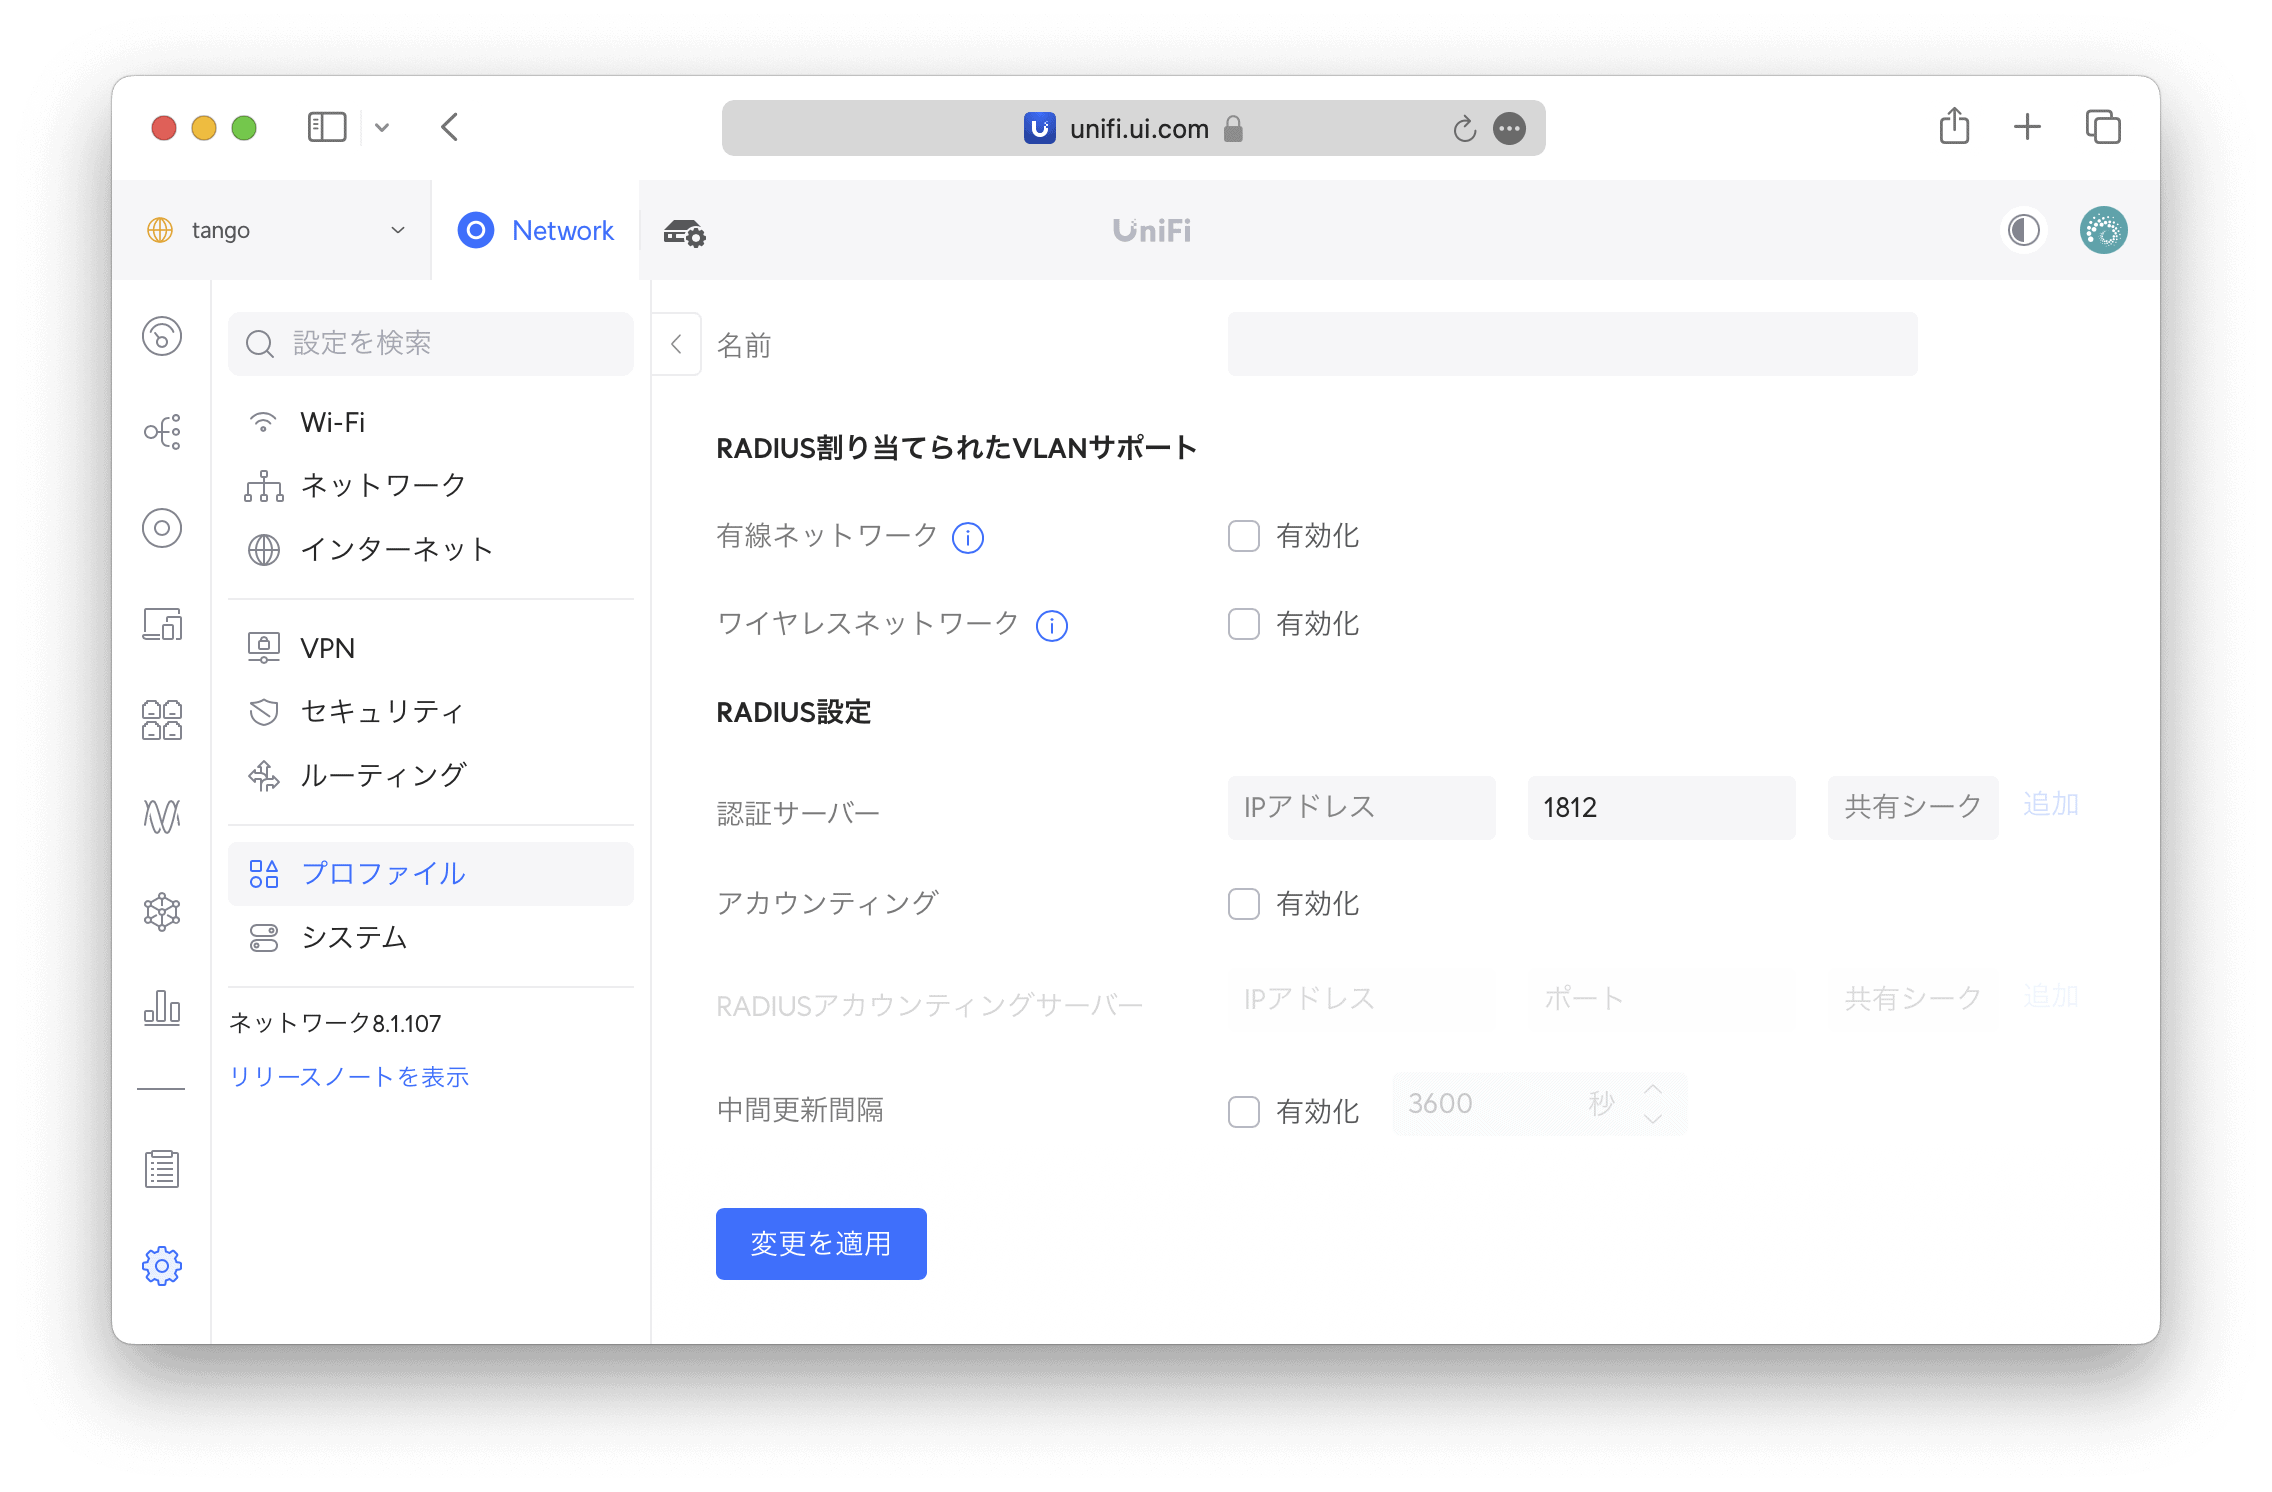 unifi.ui.com
tango
Network
UniFi
設定を検索
Wi-Fi
ネットワーク
インターネット
VPN
セキュリティ
ルーティング
プロファイル
システム
ネットワーク8.1.107
リリースノートを表示
名前
RADIUS割り当てられたVLANサポート
有線ネットワーク 有効化
ワイヤレスネットワーク 有効化
RADIUS設定
認証サーバー IPアドレス 1812 共有シーク 追加
アカウンティング 有効化
RADIUSアカウンティングサーバー IPアドレス ポート 共有シーク 追加
中間更新間隔 有効化 3600 秒
変更を適用